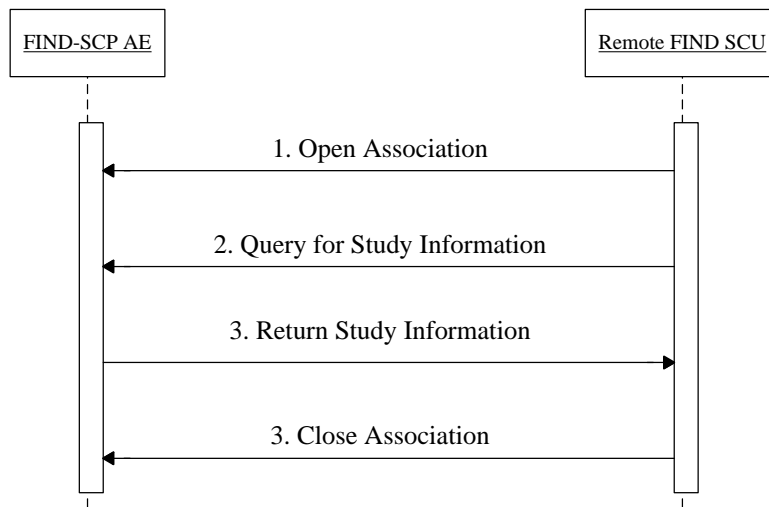 FIND-SCP AE
Remote FIND SCU
1. Open Association
2. Query for Study Information
3. Return Study Information
3. Close Association